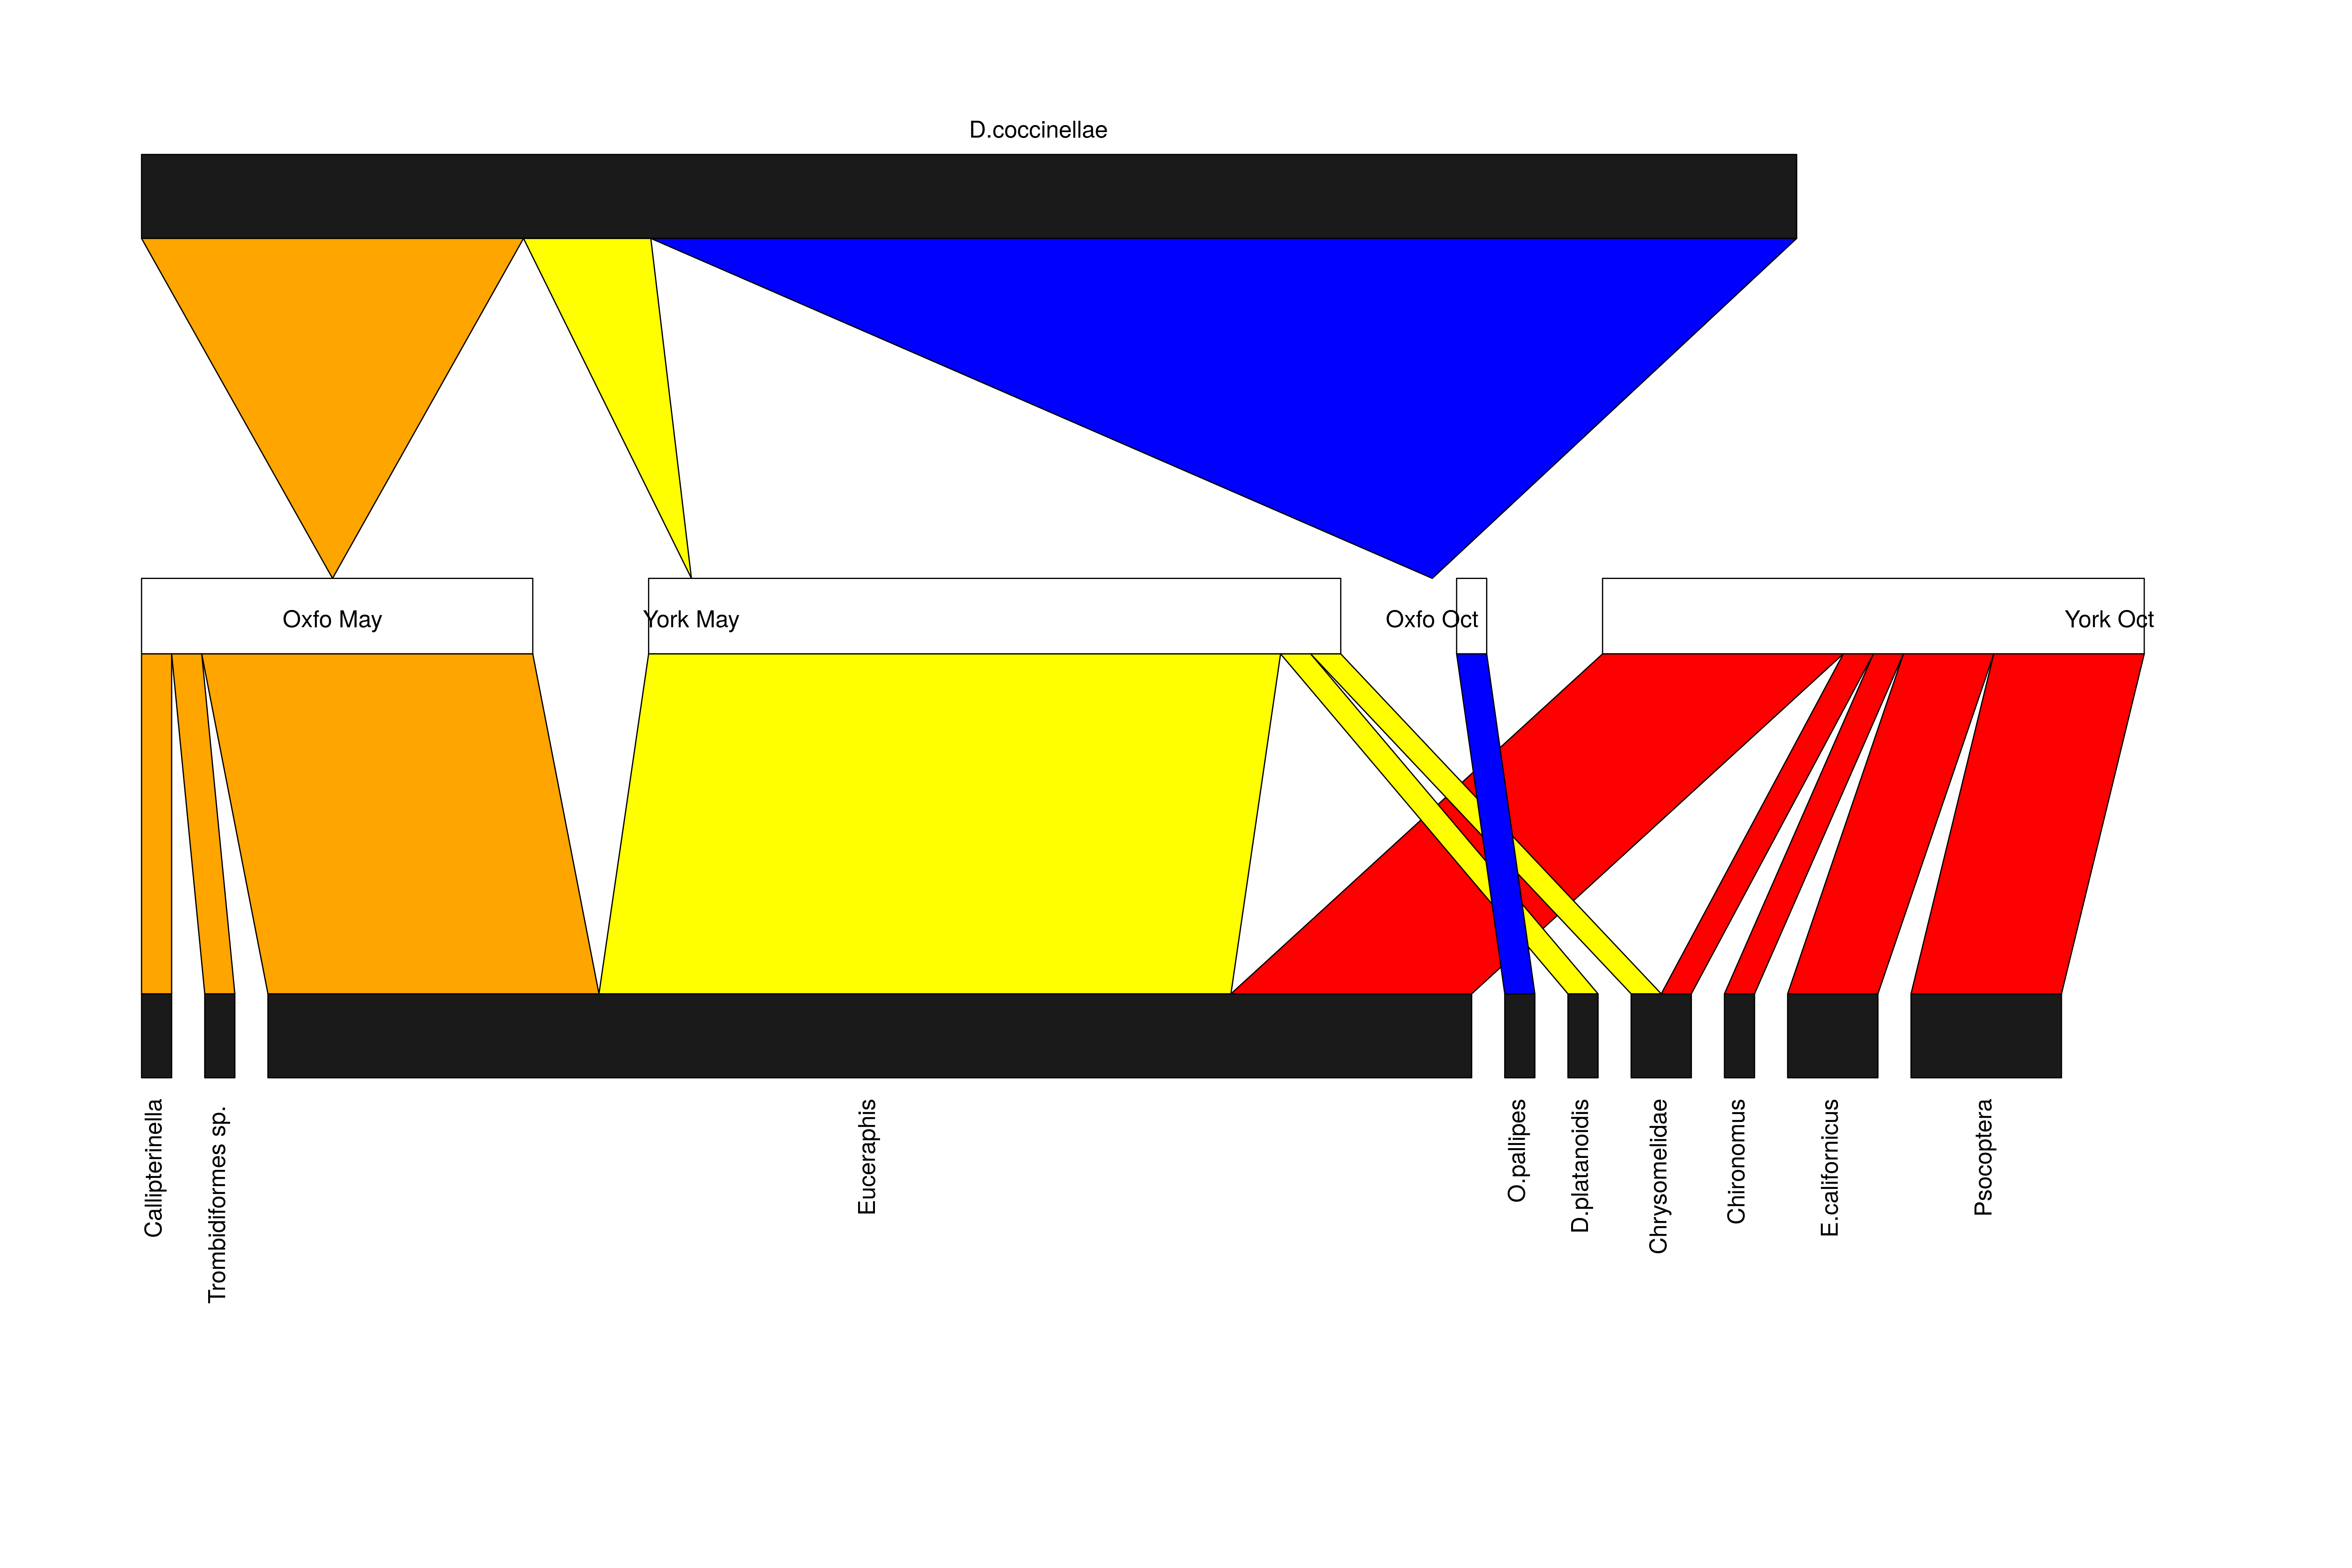 D.coccinellae
Oxfo May
York May
Oxfo Oct
York Oct
Callipterinella
Trombidiformes sp.
Euceraphis
O.pallipes
D.platanoidis
Chrysomelidae
Chironomus
E.californicus
Psocoptera